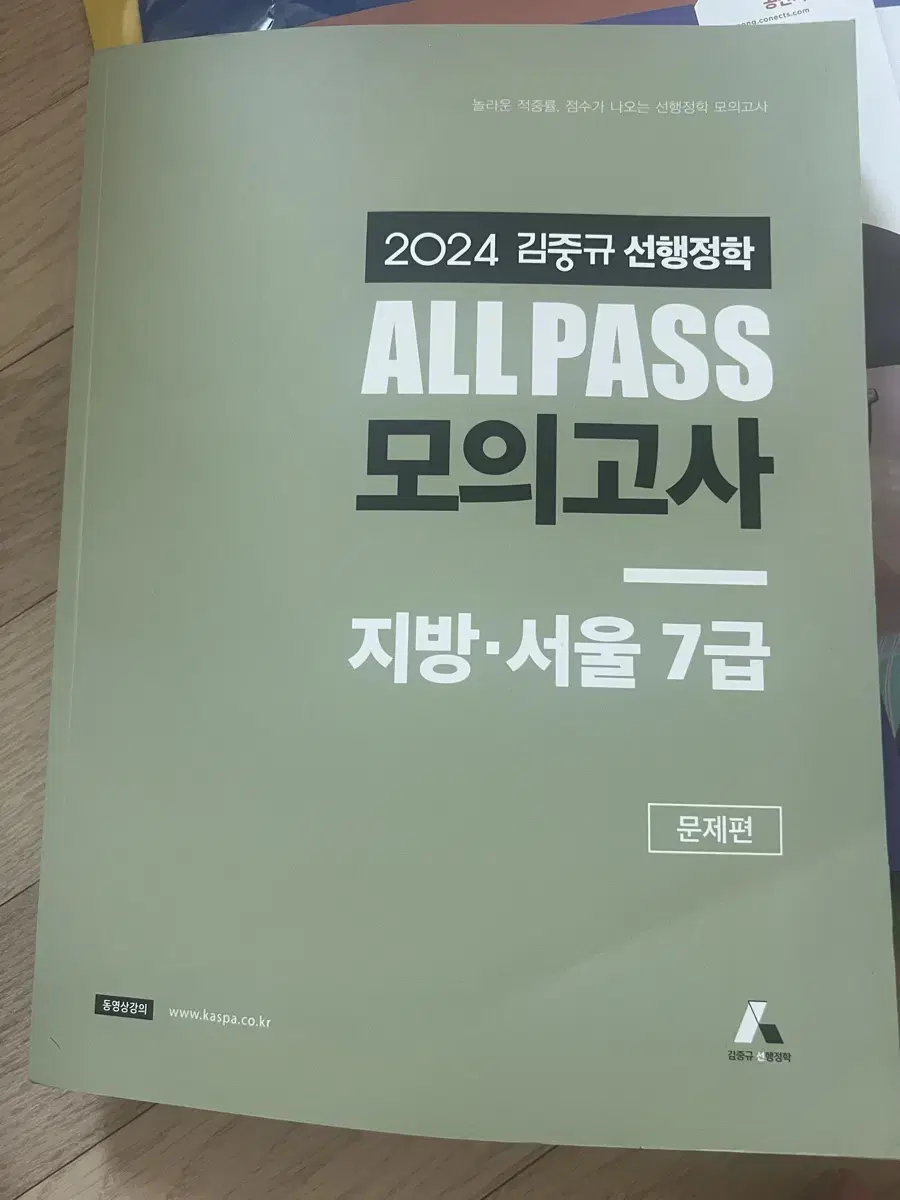 ong.conects.com
놀라운 적중률, 점수가 나오는 선행정학 모의고사
2024 김중규 선행정학
ALL PASS
모의고사
지방·서울 7급
문제편
동영상강의 www.kaspa.co.kr
김중규 선행정학